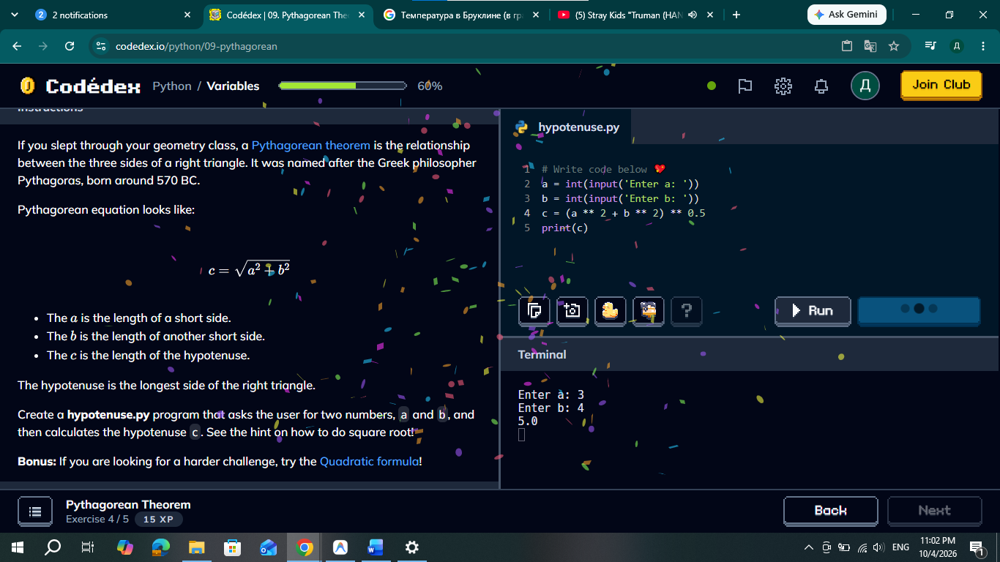 2 notifications
Codédex | 09. Pythagorean The
Температура в Бруклине (в гр
(5) Stray Kids "Truman (HAN
Ask Gemini
codedex.io/python/09-pythagorean
Д
Codédex
Python / Variables
60%
Д
Join Club
Instructions
If you slept through your geometry class, a Pythagorean theorem is the relationship
between the three sides of a right triangle. It was named after the Greek philosopher
Pythagoras, born around 570 BC.
Pythagorean equation looks like:
c = √a² + b²
• The a is the length of a short side.
• The b is the length of another short side.
• The c is the length of the hypotenuse.
The hypotenuse is the longest side of the right triangle.
Create a hypotenuse.py program that asks the user for two numbers, a and b, and
then calculates the hypotenuse c. See the hint on how to do square root!
Bonus: If you are looking for a harder challenge, try the Quadratic formula!
hypotenuse.py
1 # Write code below 💖
2 a = int(input('Enter a: '))
3 b = int(input('Enter b: '))
4 c = (a ** 2 + b ** 2) ** 0.5
5 print(c)
?
Run
Terminal
Enter a: 3
Enter b: 4
5.0
Pythagorean Theorem
Exercise 4 / 5 15 XP
Back
Next
ENG
11:02 PM
10/4/2026
1